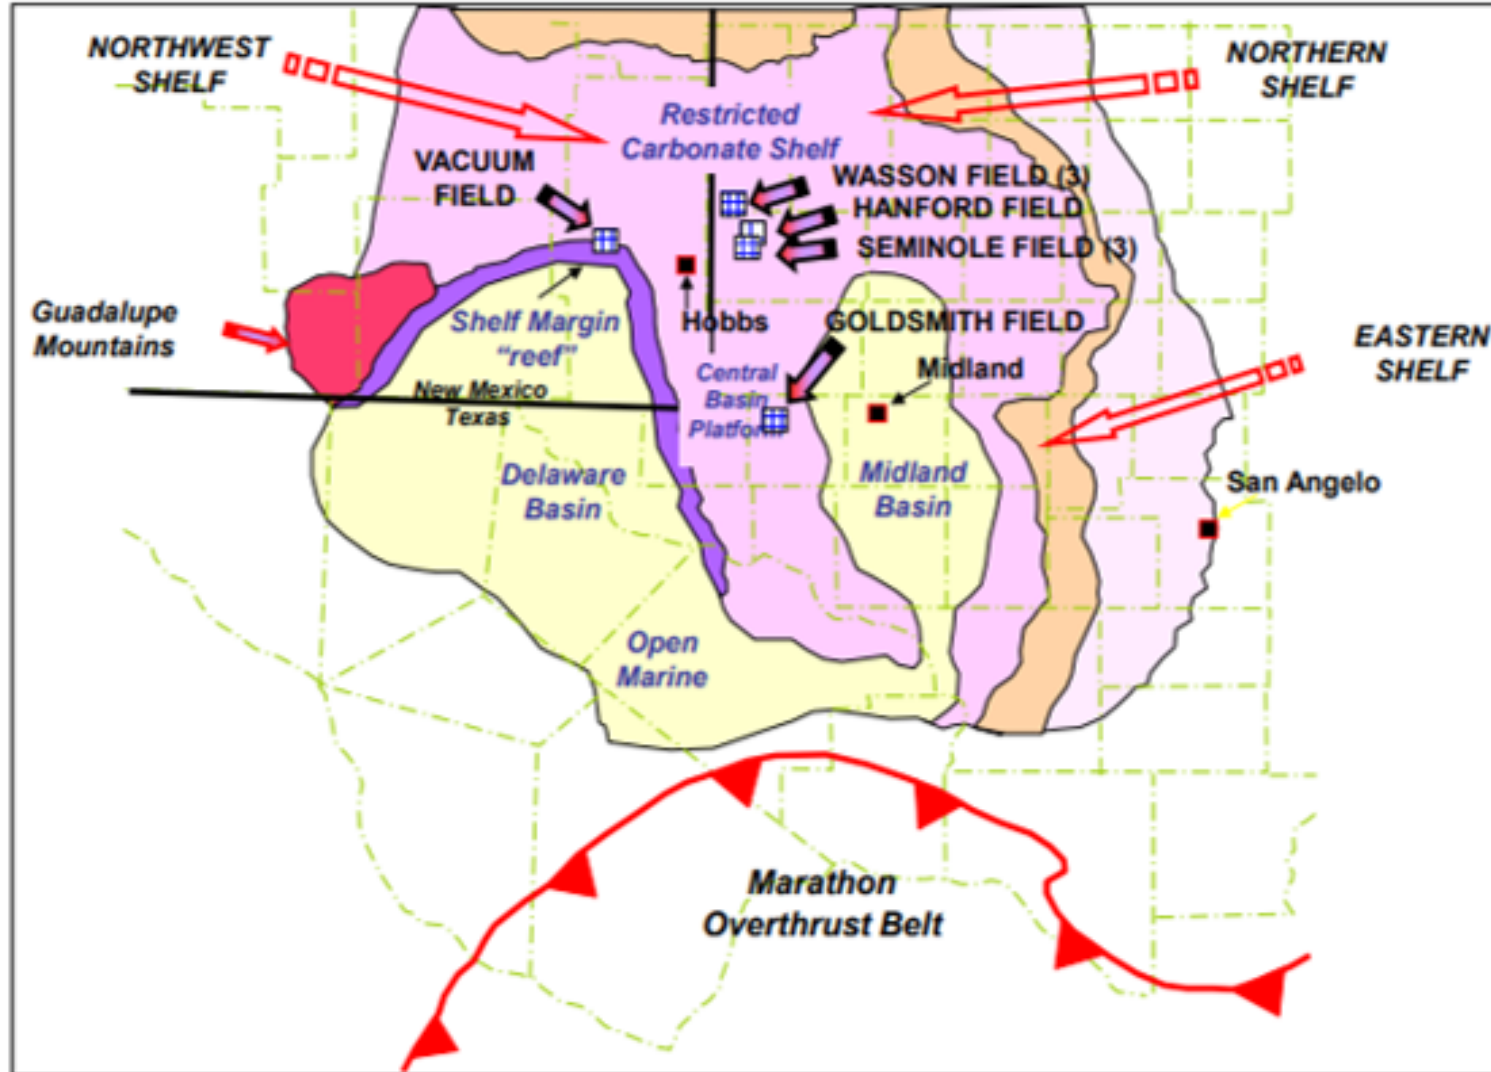 NORTHWEST
SHELF
NORTHERN
SHELF
Restricted
Carbonate Shelf
VACUUM
FIELD
WASSON FIELD (3)
HANFORD FIELD
SEMINOLE FIELD (3)
Guadalupe
Mountains
Shelf Margin
“reef”
Hobbs
GOLDSMITH FIELD
EASTERN
SHELF
Central
Basin
Platform
Midland
New Mexico
Texas
Delaware
Basin
Midland
Basin
San Angelo
Open
Marine
Marathon
Overthrust Belt